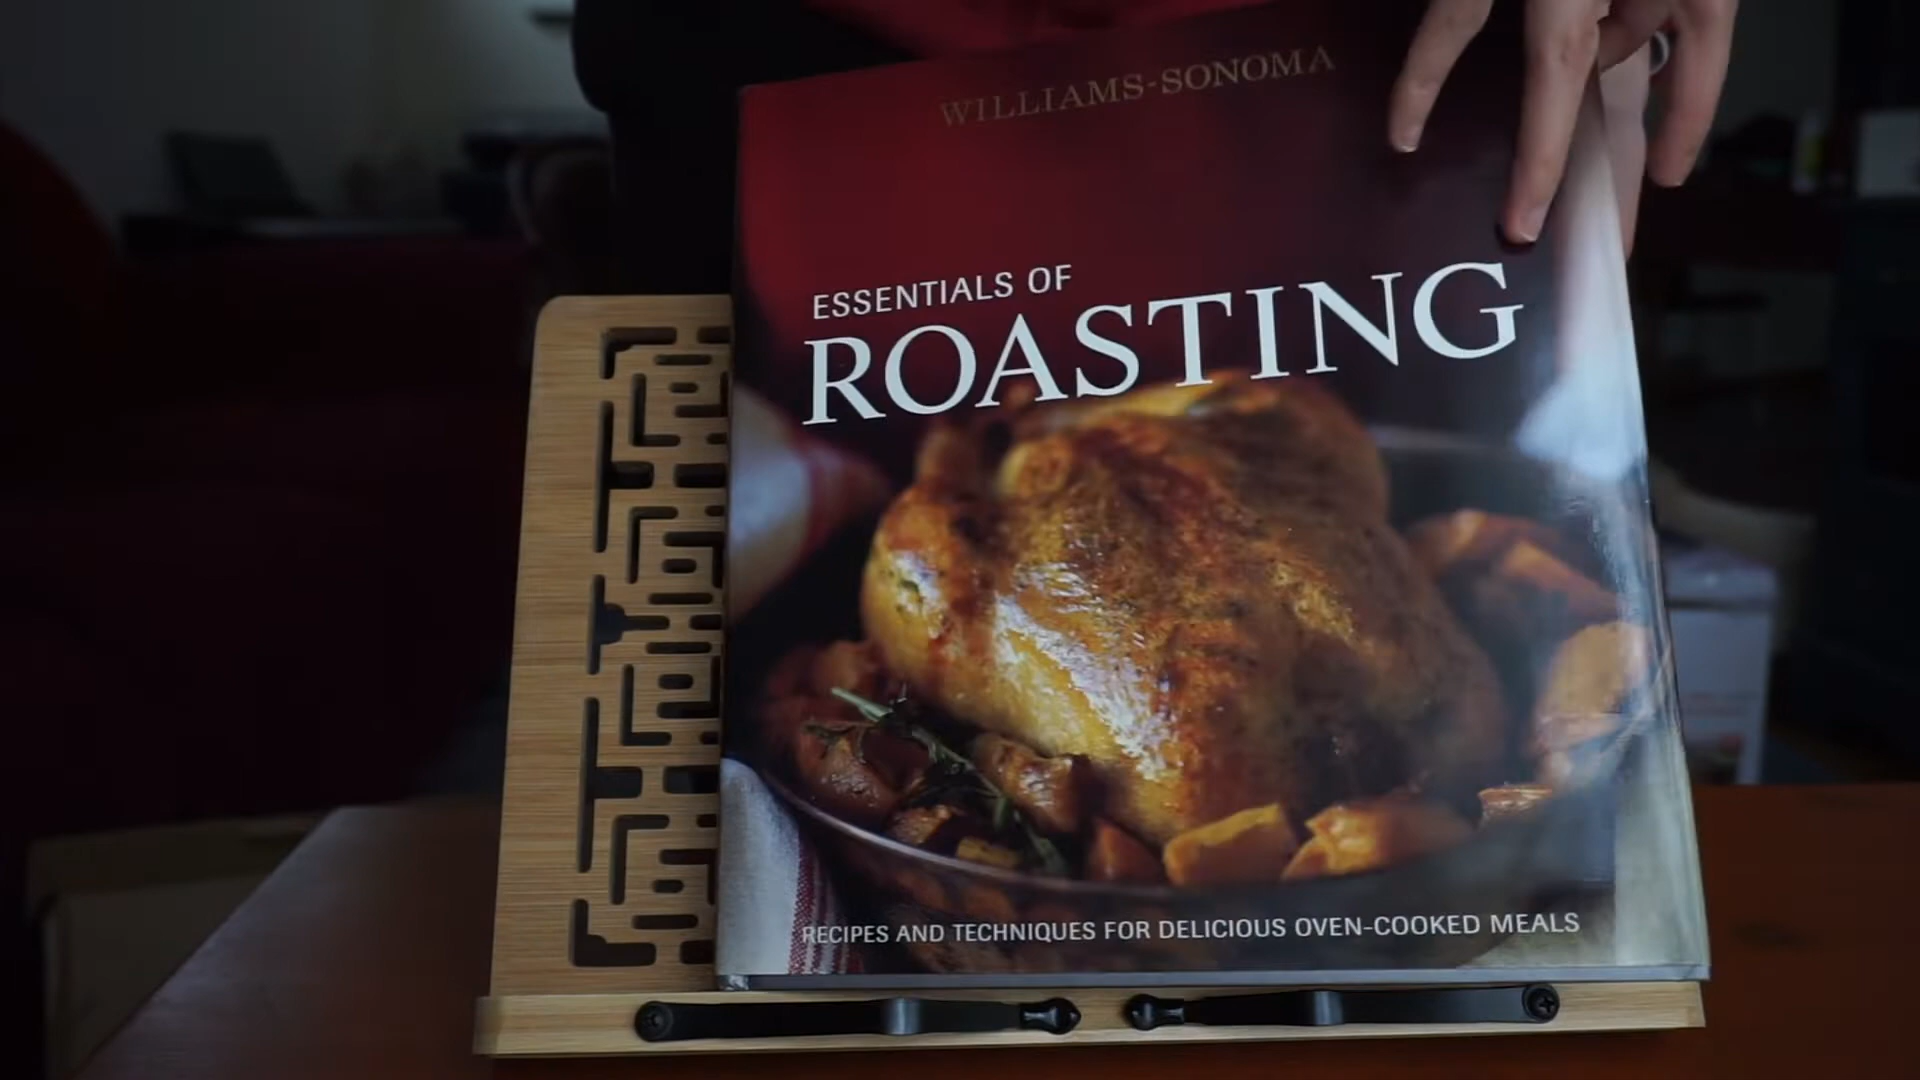 WILLIAMS-SONOMA
ESSENTIALS OF
ROASTING
RECIPES AND TECHNIQUES FOR DELICIOUS OVEN-COOKED MEALS